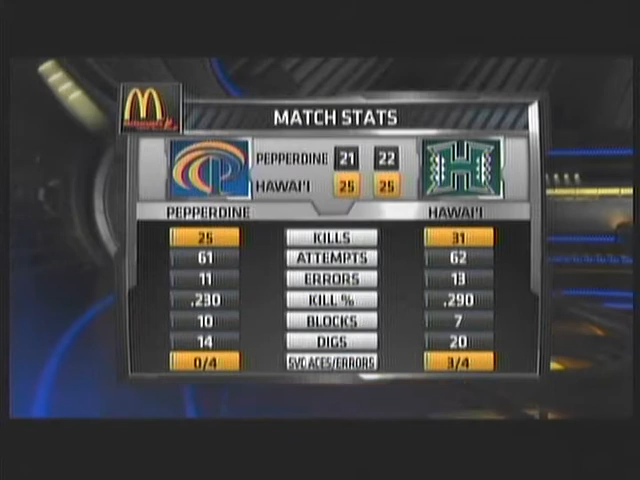 McDonald's
MATCH STATS
PEPPERDINE 21 22
HAWAI'I 25 25
PEPPERDINE HAWAI'I
25 KILLS 31
61 ATTEMPTS 62
11 ERRORS 13
.230 KILL % .290
10 BLOCKS 7
14 DIGS 20
0/4 SVC ACES/ERRORS 3/4